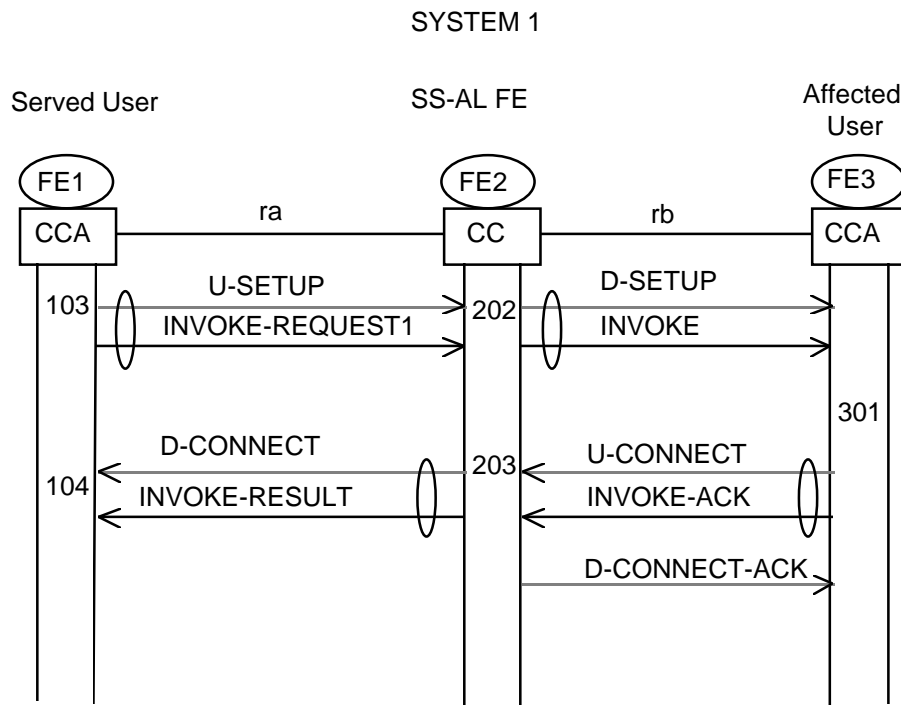 SYSTEM 1
Served User
SS-AL FE
Affected
User
FE1
FE2
FE3
CCA
ra
CC
rb
CCA
103
U-SETUP
202
D-SETUP
INVOKE-REQUEST1
INVOKE
301
D-CONNECT
203
U-CONNECT
104
INVOKE-RESULT
INVOKE-ACK
D-CONNECT-ACK